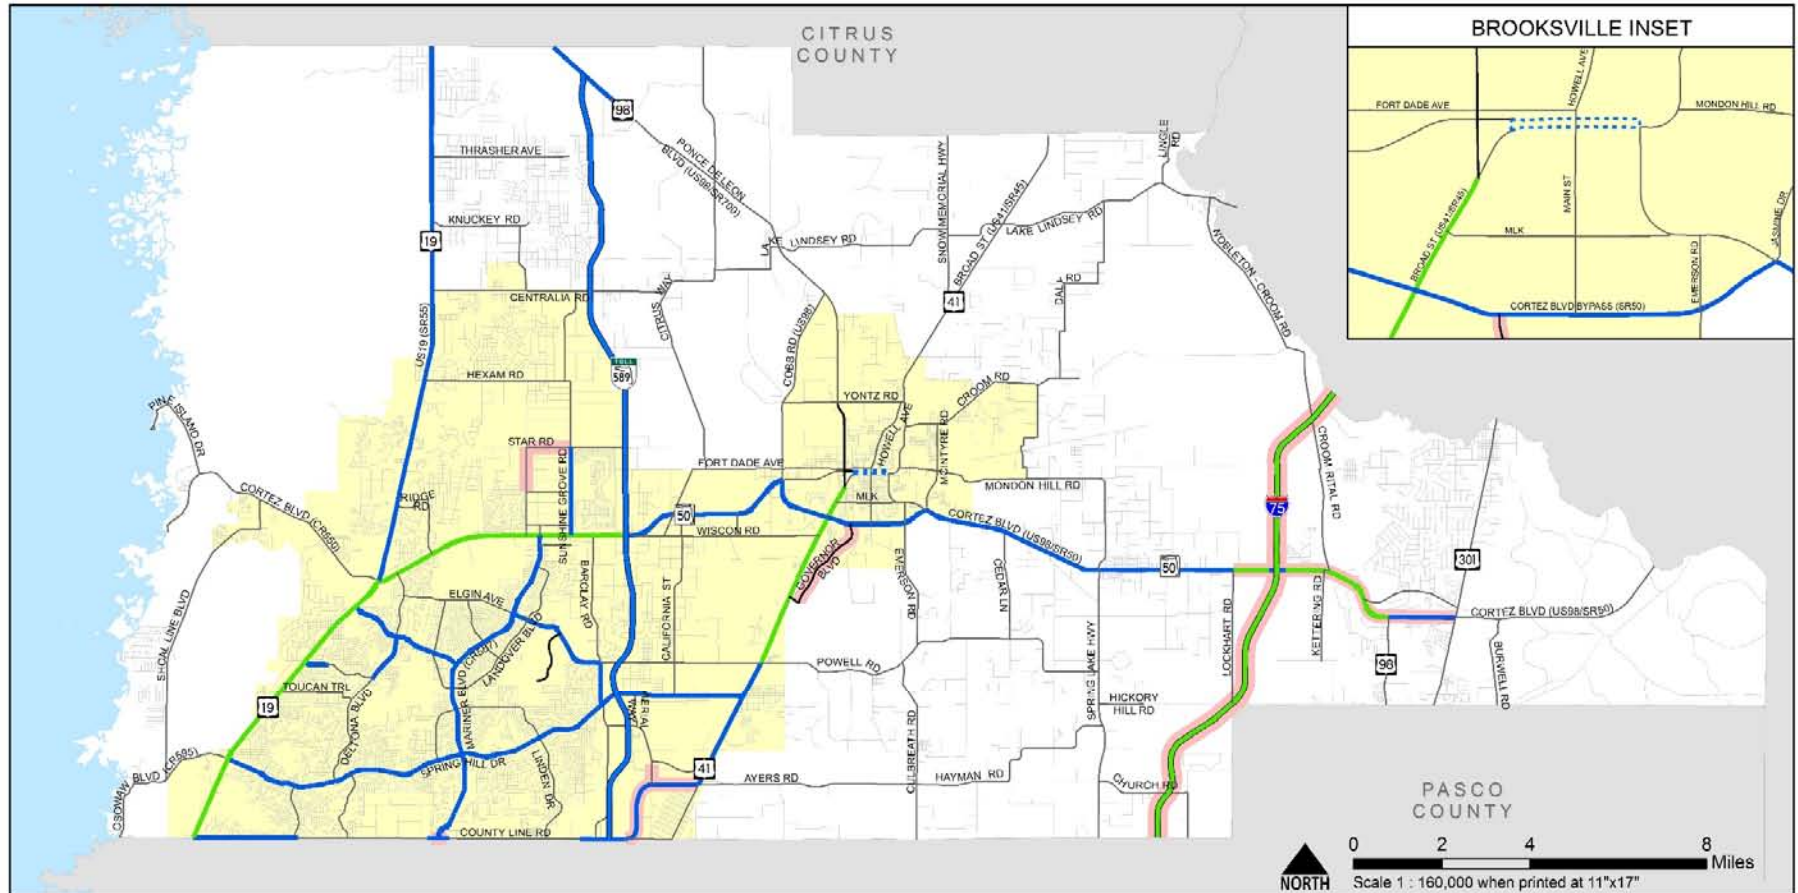 CITRUS
COUNTY
BROOKSVILLE INSET
FORT DADE AVE
HOWELL AVE
MONDON HILL RD
MAIN ST
BROAD ST (US41/SR45)
MLK
EMERSON RD
JASMINE DR
CORTEZ BLVD BYPASS (SR50)
98
THRASHER AVE
PONCE DE LEON
BLVD (US98/SR700)
SNOW MEMORIAL HWY
LINGLE
RD
KNUCKEY RD
19
LAKE LINDSEY RD
BROAD ST (US41/SR45)
LAKE LINDSEY RD
NOBLETON - CROOM RD
CENTRALIA RD
CITRUS WAY
41
US19 (SR55)
COBB RD (US98)
TOLL
589
HEXAM RD
CROOM RD
YONTZ RD
HOWELL AVE
MCINTYRE RD
PINE ISLAND DR
STAR RD
SUNSHINE GROVE RD
FORT DADE AVE
MONDON HILL RD
CROOM RITAL RD
CORTEZ BLVD (CR550)
RIDGE
RD
MLK
50
WISCON RD
CORTEZ BLVD (US98/SR50)
75
GOVERNOR
BLVD
EMERSON RD
CEDAR LN
50
301
BARCLAY RD
CALIFORNIA ST
ELGIN AVE
LANDOVER BLVD
SHOAL LINE BLVD
LOCKHART RD
KETTERING RD
CORTEZ BLVD (US98/SR50)
98
BURWELL RD
SPRING LAKE HWY
POWELL RD
TOUCAN TRL
19
DELTONA BLVD
MARINER BLVD (CR587)
AERIAL
WAY
HICKORY
HILL RD
CULBREATH RD
OSOWAW BLVD (CR595)
SPRING HILL DR
LINDEN DR
41
AYERS RD
HAYMAN RD
CHURCH RD
COUNTY LINE RD
PASCO
COUNTY
NORTH
0 2 4 8
Miles
Scale 1 : 160,000 when printed at 11"x17"